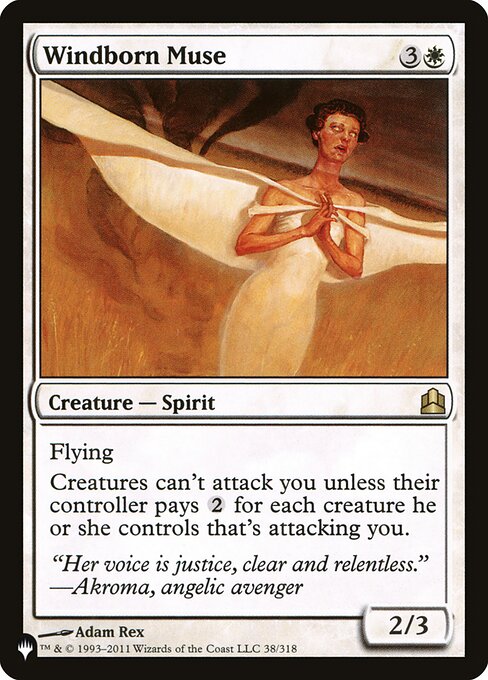 Windborn Muse 3
Creature — Spirit
Flying
Creatures can't attack you unless their
controller pays 2 for each creature he
or she controls that's attacking you.
“Her voice is justice, clear and relentless.”
—Akroma, angelic avenger
Adam Rex
™ & © 1993–2011 Wizards of the Coast LLC 38/318
2/3